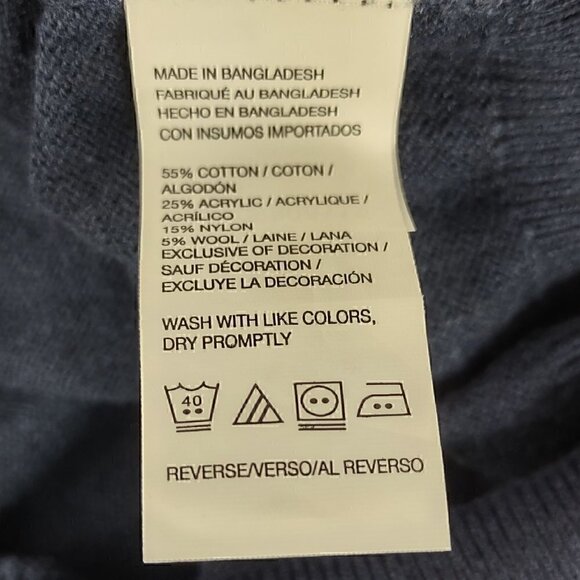 MADE IN BANGLADESH
FABRIQUÉ AU BANGLADESH
HECHO EN BANGLADESH
CON INSUMOS IMPORTADOS
55% COTTON / COTON /
ALGODÓN
25% ACRYLIC / ACRYLIQUE /
ACRÍLICO
15% NYLON
5% WOOL / LAINE / LANA
EXCLUSIVE OF DECORATION /
SAUF DÉCORATION /
EXCLUYE LA DECORACIÓN
WASH WITH LIKE COLORS,
DRY PROMPTLY
40
REVERSE/VERSO/AL REVERSO